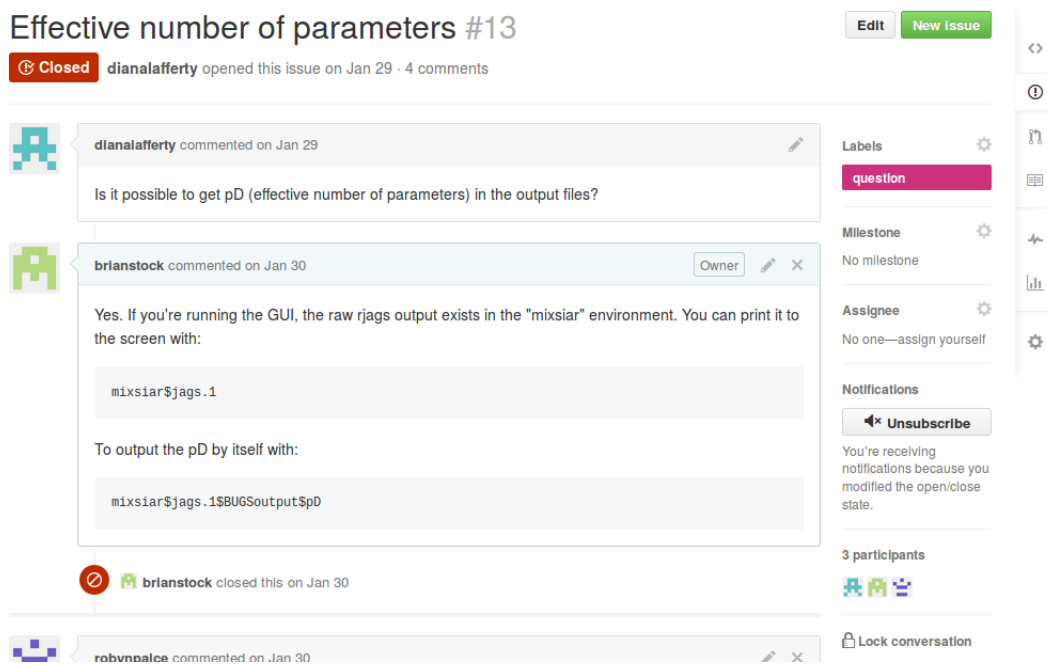 Effective number of parameters #13
Edit
New Issue
Closed
dianalafferty opened this issue on Jan 29 · 4 comments
dianalafferty commented on Jan 29
Is it possible to get pD (effective number of parameters) in the output files?
brianstock commented on Jan 30
Owner
Yes. If you're running the GUI, the raw rjags output exists in the "mixsiar" environment. You can print it to
the screen with:
mixsiar$jags.1
To output the pD by itself with:
mixsiar$jags.1$BUGSoutput$pD
brianstock closed this on Jan 30
robynpalce commented on Jan 30
Labels
question
Milestone
No milestone
Assignee
No one—assign yourself
Notifications
Unsubscribe
You're receiving
notifications because you
modified the open/close
state.
3 participants
Lock conversation